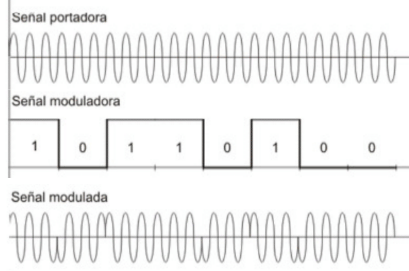 Señal portadora
Señal moduladora
1 0 1 1 0 1 0 0
Señal modulada